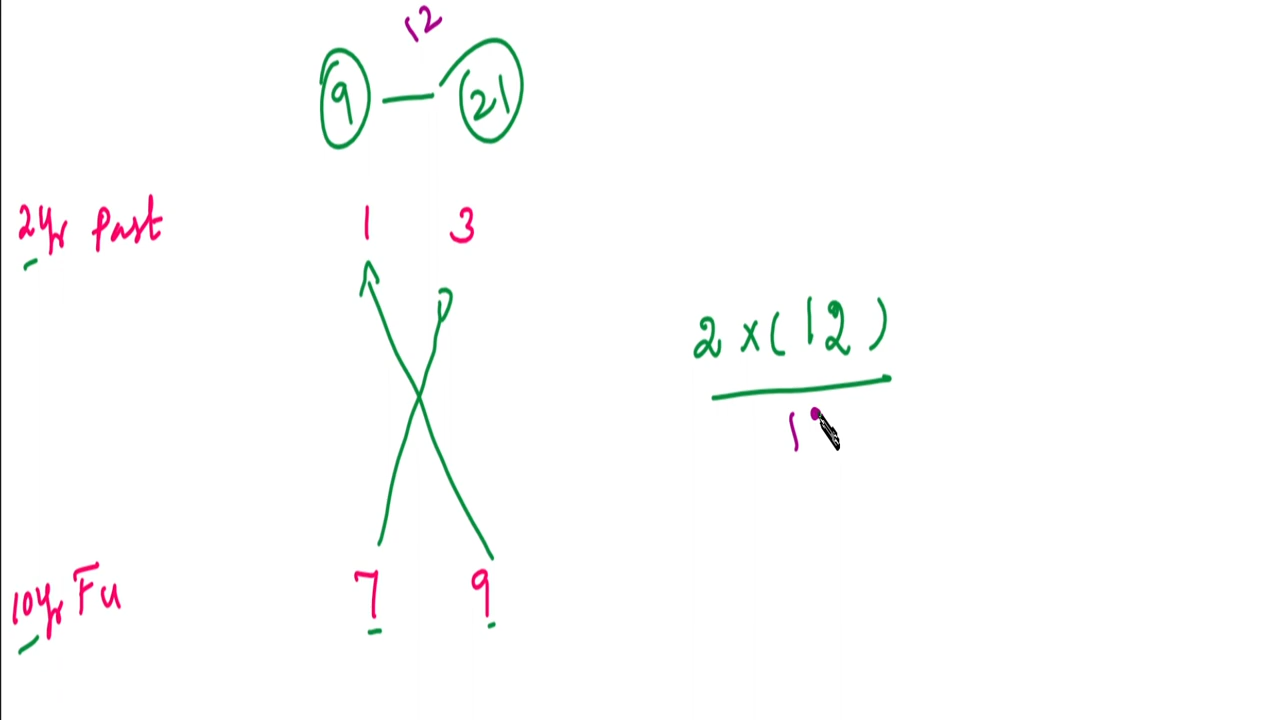 12
9 — 21
2yr Past 1 3
2 x ( 12 )
1
10yr Fu 7 9